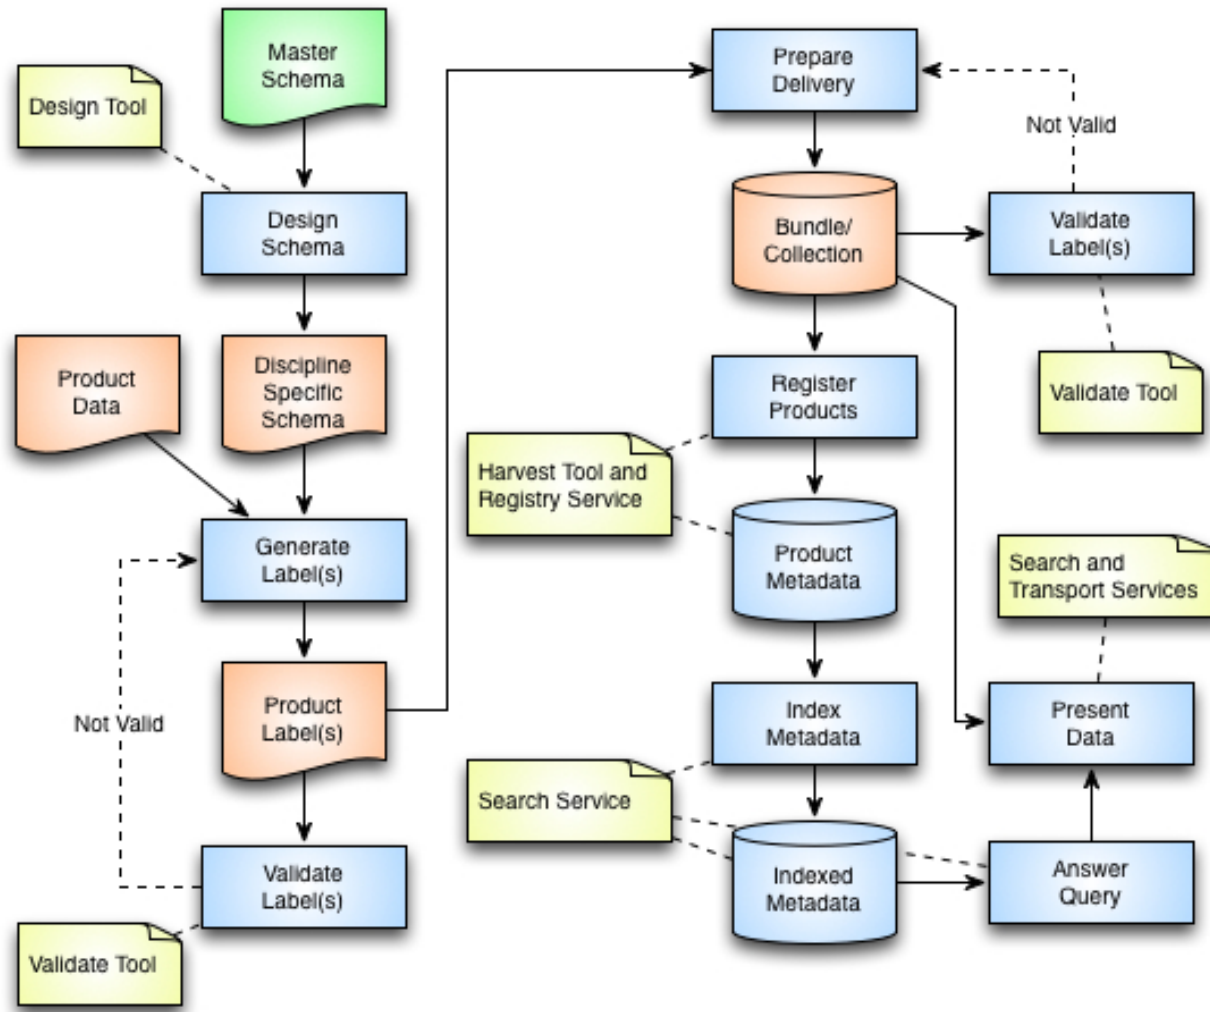 Master
Schema
Design Tool
Design
Schema
Product
Data
Discipline
Specific
Schema
Generate
Label(s)
Not Valid
Product
Label(s)
Validate
Label(s)
Validate Tool
Prepare
Delivery
Not Valid
Bundle/
Collection
Validate
Label(s)
Validate Tool
Register
Products
Harvest Tool and
Registry Service
Product
Metadata
Search and
Transport Services
Index
Metadata
Present
Data
Search Service
Indexed
Metadata
Answer
Query